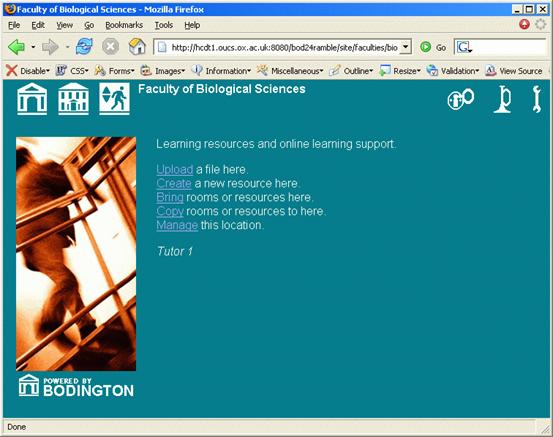 Faculty of Biological Sciences - Mozilla Firefox
File Edit View Go Bookmarks Tools Help
http://hcdt1.oucs.ox.ac.uk:8080/bod24ramble/site/faculties/bio Go G
Disable CSS Forms Images Information Miscellaneous Outline Resize Validation View Source
Faculty of Biological Sciences
Learning resources and online learning support.
Upload a file here.
Create a new resource here.
Bring rooms or resources here.
Copy rooms or resources to here.
Manage this location.
Tutor 1
POWERED BY
BODINGTON
Done